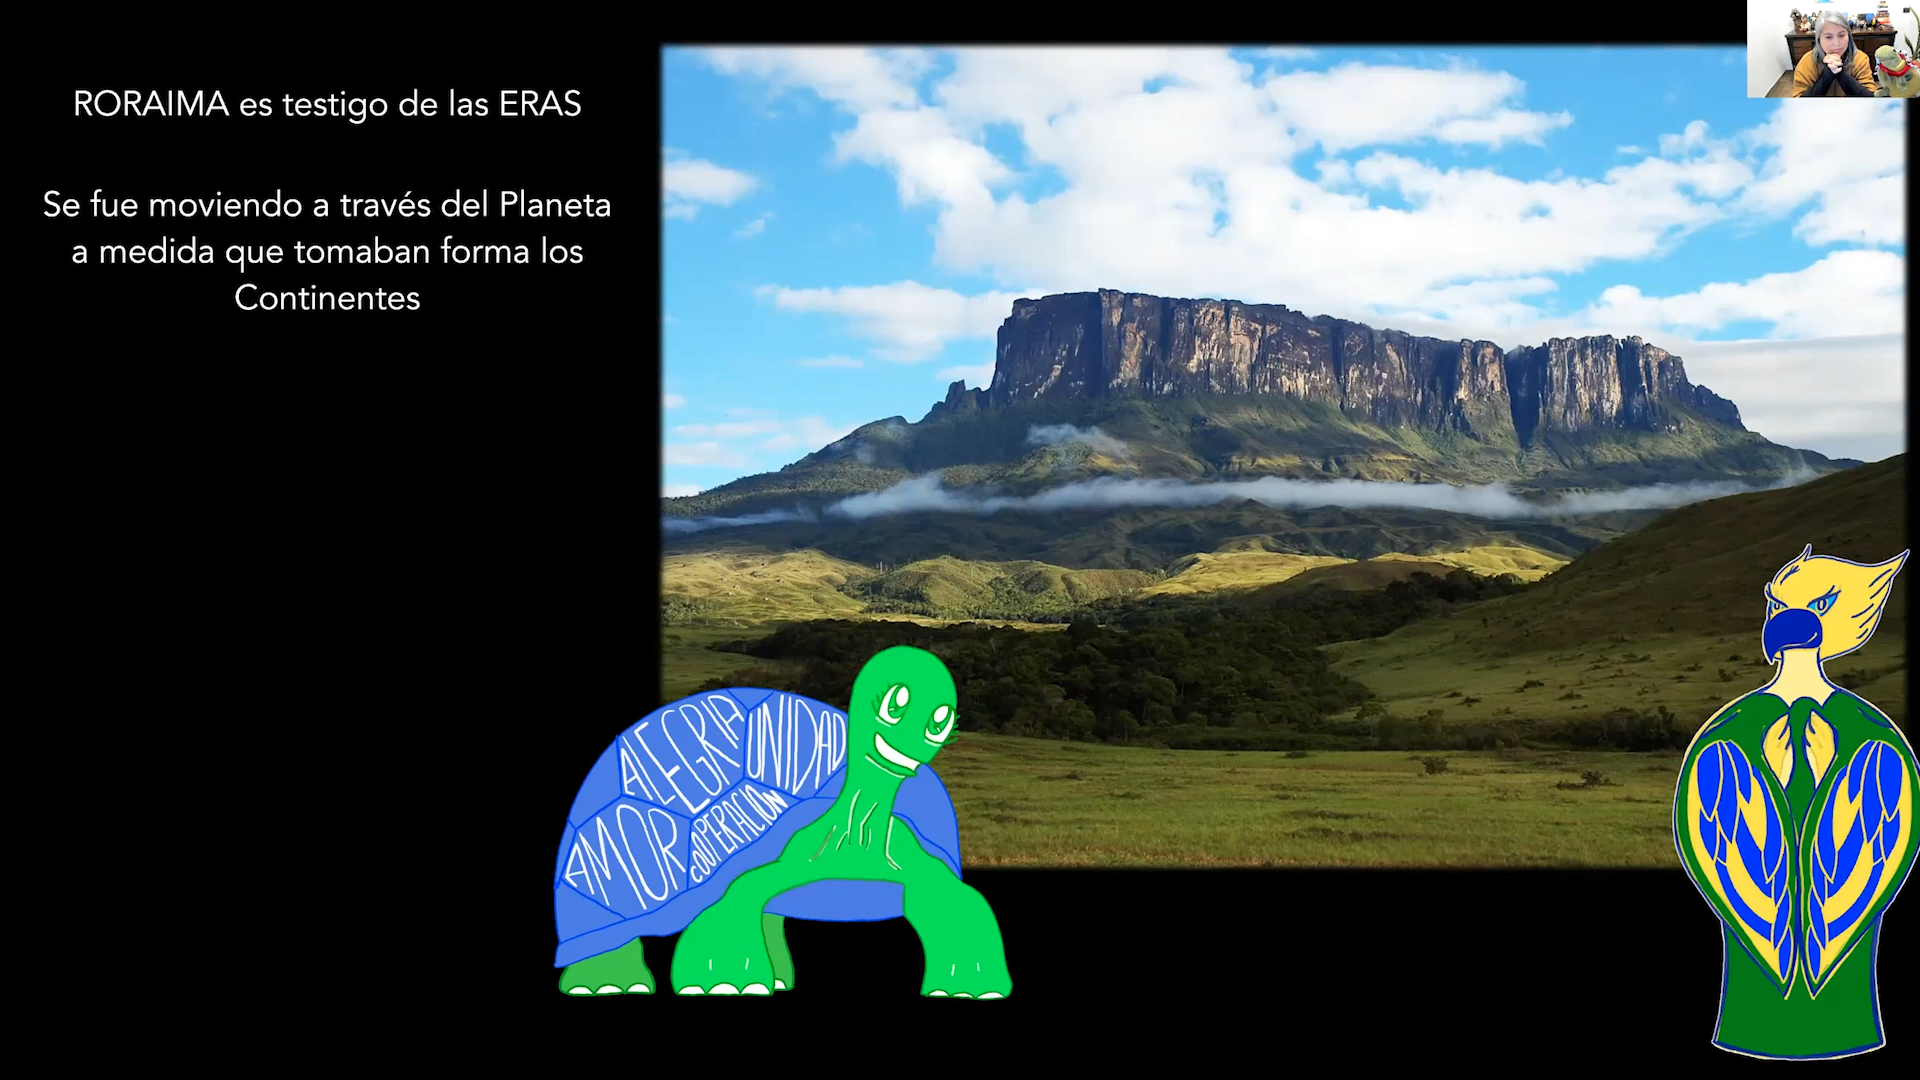 RORAIMA es testigo de las ERAS
Se fue moviendo a través del Planeta
a medida que tomaban forma los
Continentes
ALEGRIA
UNIDAD
AMOR
COOPERACION